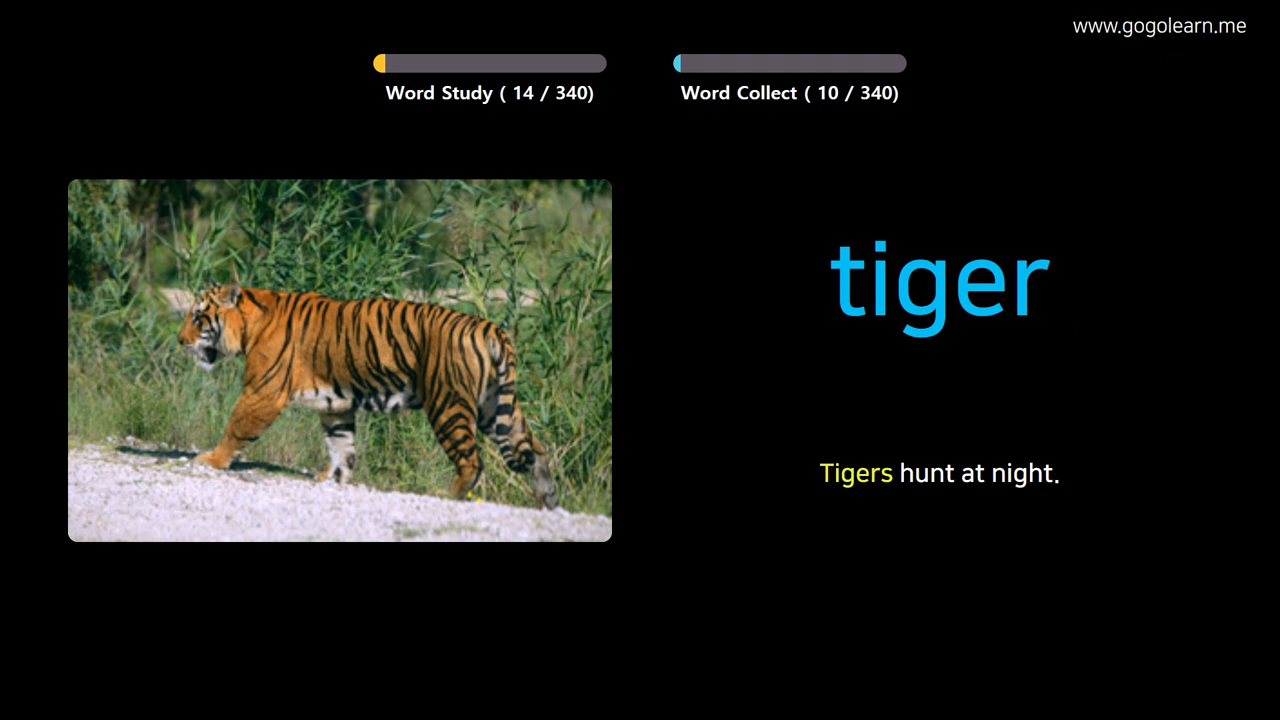 www.gogolearn.me
Word Study ( 14 / 340)
Word Collect ( 10 / 340)
tiger
Tigers hunt at night.